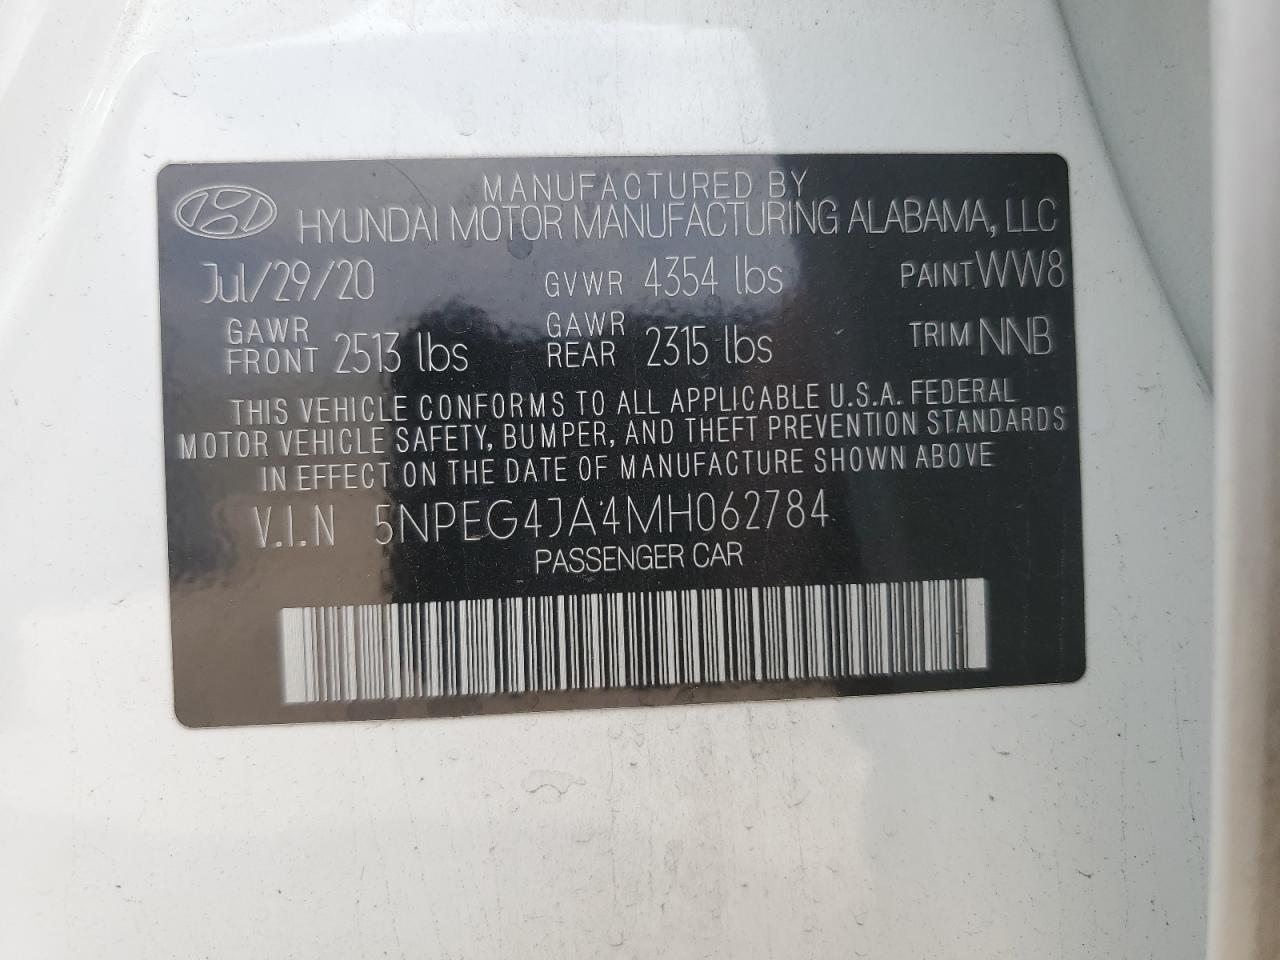 MANUFACTURED BY
HYUNDAI MOTOR MANUFACTURING ALABAMA, LLC
Jul/29/20 GVWR 4354 lbs PAINT WW8
GAWR FRONT 2513 lbs GAWR REAR 2315 lbs TRIM NNB
THIS VEHICLE CONFORMS TO ALL APPLICABLE U.S.A. FEDERAL
MOTOR VEHICLE SAFETY, BUMPER, AND THEFT PREVENTION STANDARDS
IN EFFECT ON THE DATE OF MANUFACTURE SHOWN ABOVE
V.I.N 5NPEG4JA4MH062784
PASSENGER CAR